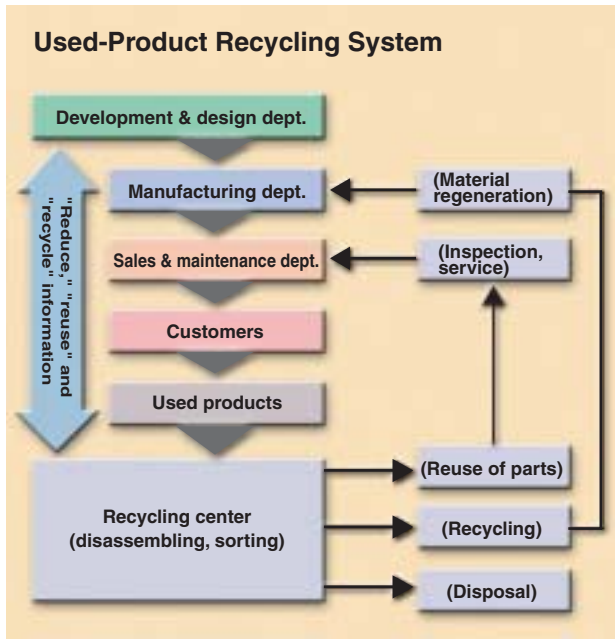 Used-Product Recycling System
Development & design dept.
Manufacturing dept.
(Material
regeneration)
Sales & maintenance dept.
(Inspection,
service)
"Reduce," "reuse" and
"recycle" information
Customers
Used products
Recycling center
(disassembling, sorting)
(Reuse of parts)
(Recycling)
(Disposal)